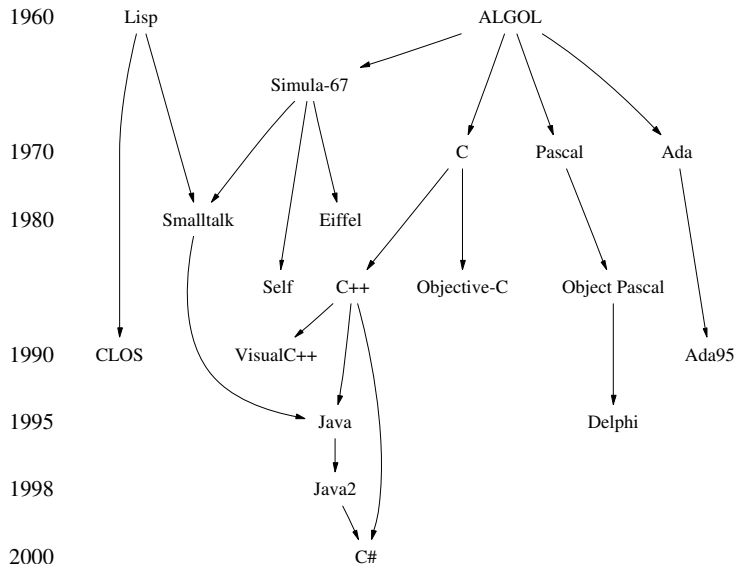 1960 Lisp ALGOL
Simula-67
1970 C Pascal Ada
1980 Smalltalk Eiffel
Self C++ Objective-C Object Pascal
1990 CLOS VisualC++ Ada95
1995 Java Delphi
1998 Java2
2000 C#